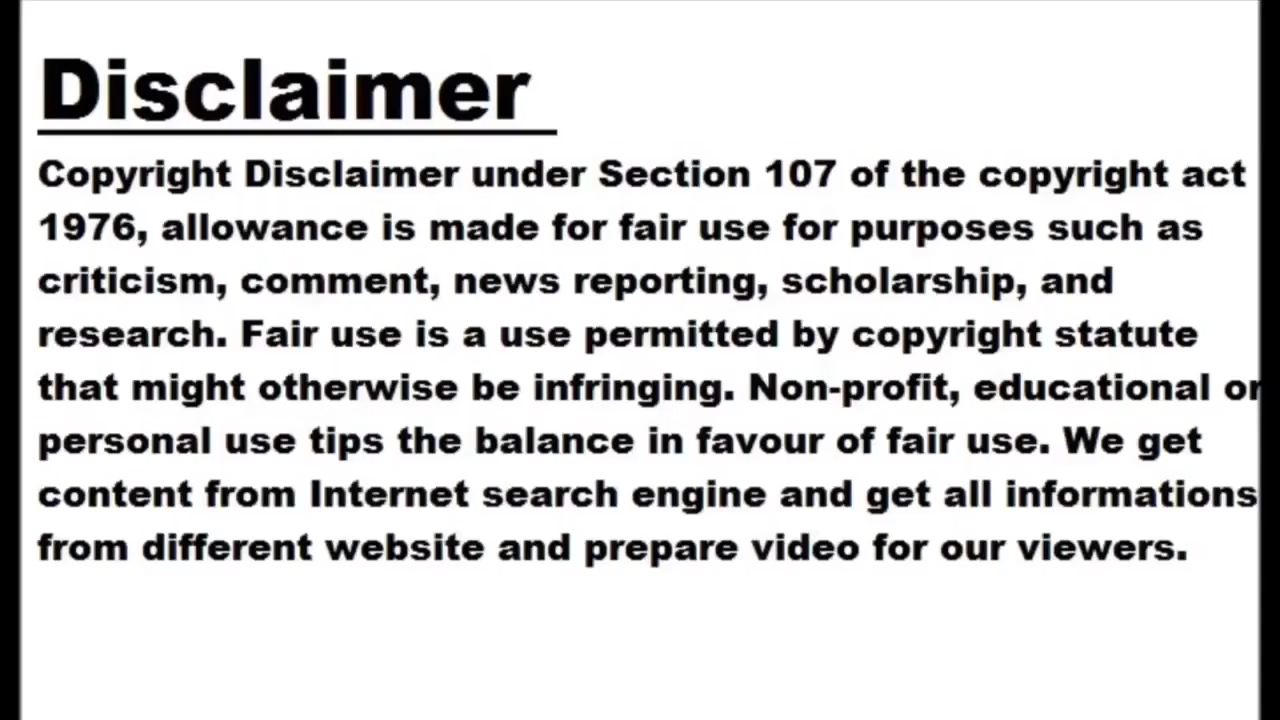 Disclaimer
Copyright Disclaimer under Section 107 of the copyright act
1976, allowance is made for fair use for purposes such as
criticism, comment, news reporting, scholarship, and
research. Fair use is a use permitted by copyright statute
that might otherwise be infringing. Non-profit, educational or
personal use tips the balance in favour of fair use. We get
content from Internet search engine and get all informations
from different website and prepare video for our viewers.